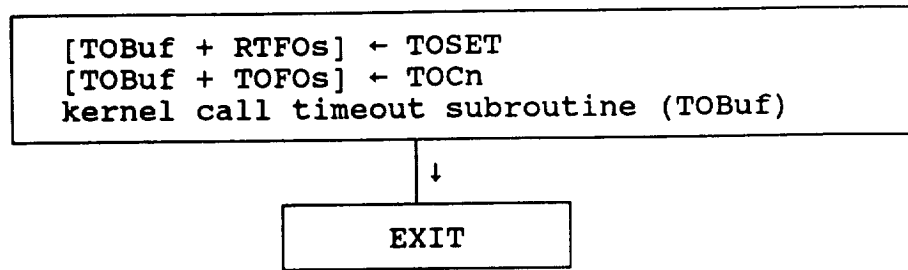 [TOBuf + RTFOs] ← TOSET
[TOBuf + TOFOs] ← TOCn
kernel call timeout subroutine (TOBuf)
↓
EXIT